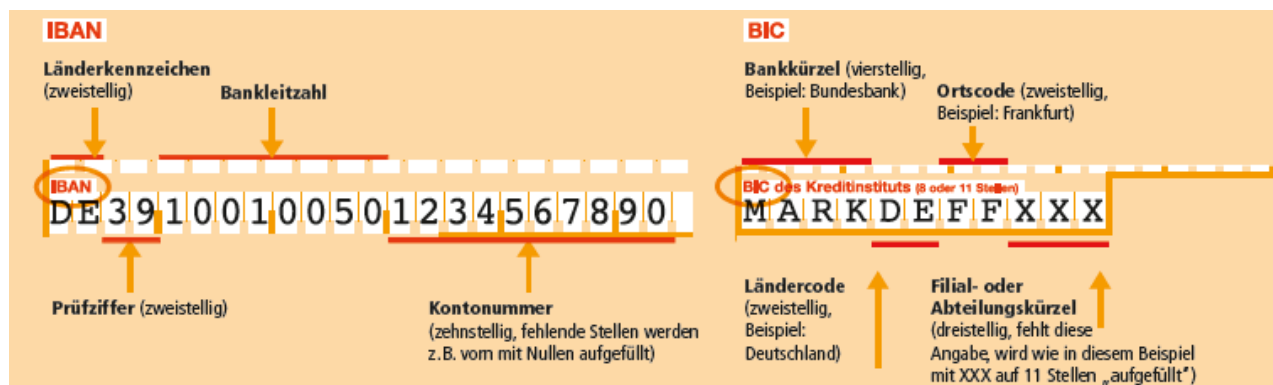 IBAN
Länderkennzeichen
(zweistellig)
Bankleitzahl
IBAN
DE39100100501234567890
Prüfziffer (zweistellig)
Kontonummer
(zehnstellig, fehlende Stellen werden
z.B. vorn mit Nullen aufgefüllt)
BIC
Bankkürzel (vierstellig,
Beispiel: Bundesbank)
Ortscode (zweistellig,
Beispiel: Frankfurt)
BIC des Kreditinstituts (8 oder 11 Stellen)
MARKDEFFXXX
Ländercode
(zweistellig,
Beispiel:
Deutschland)
Filial- oder
Abteilungskürzel
(dreistellig, fehlt diese
Angabe, wird wie in diesem Beispiel
mit XXX auf 11 Stellen „aufgefüllt")